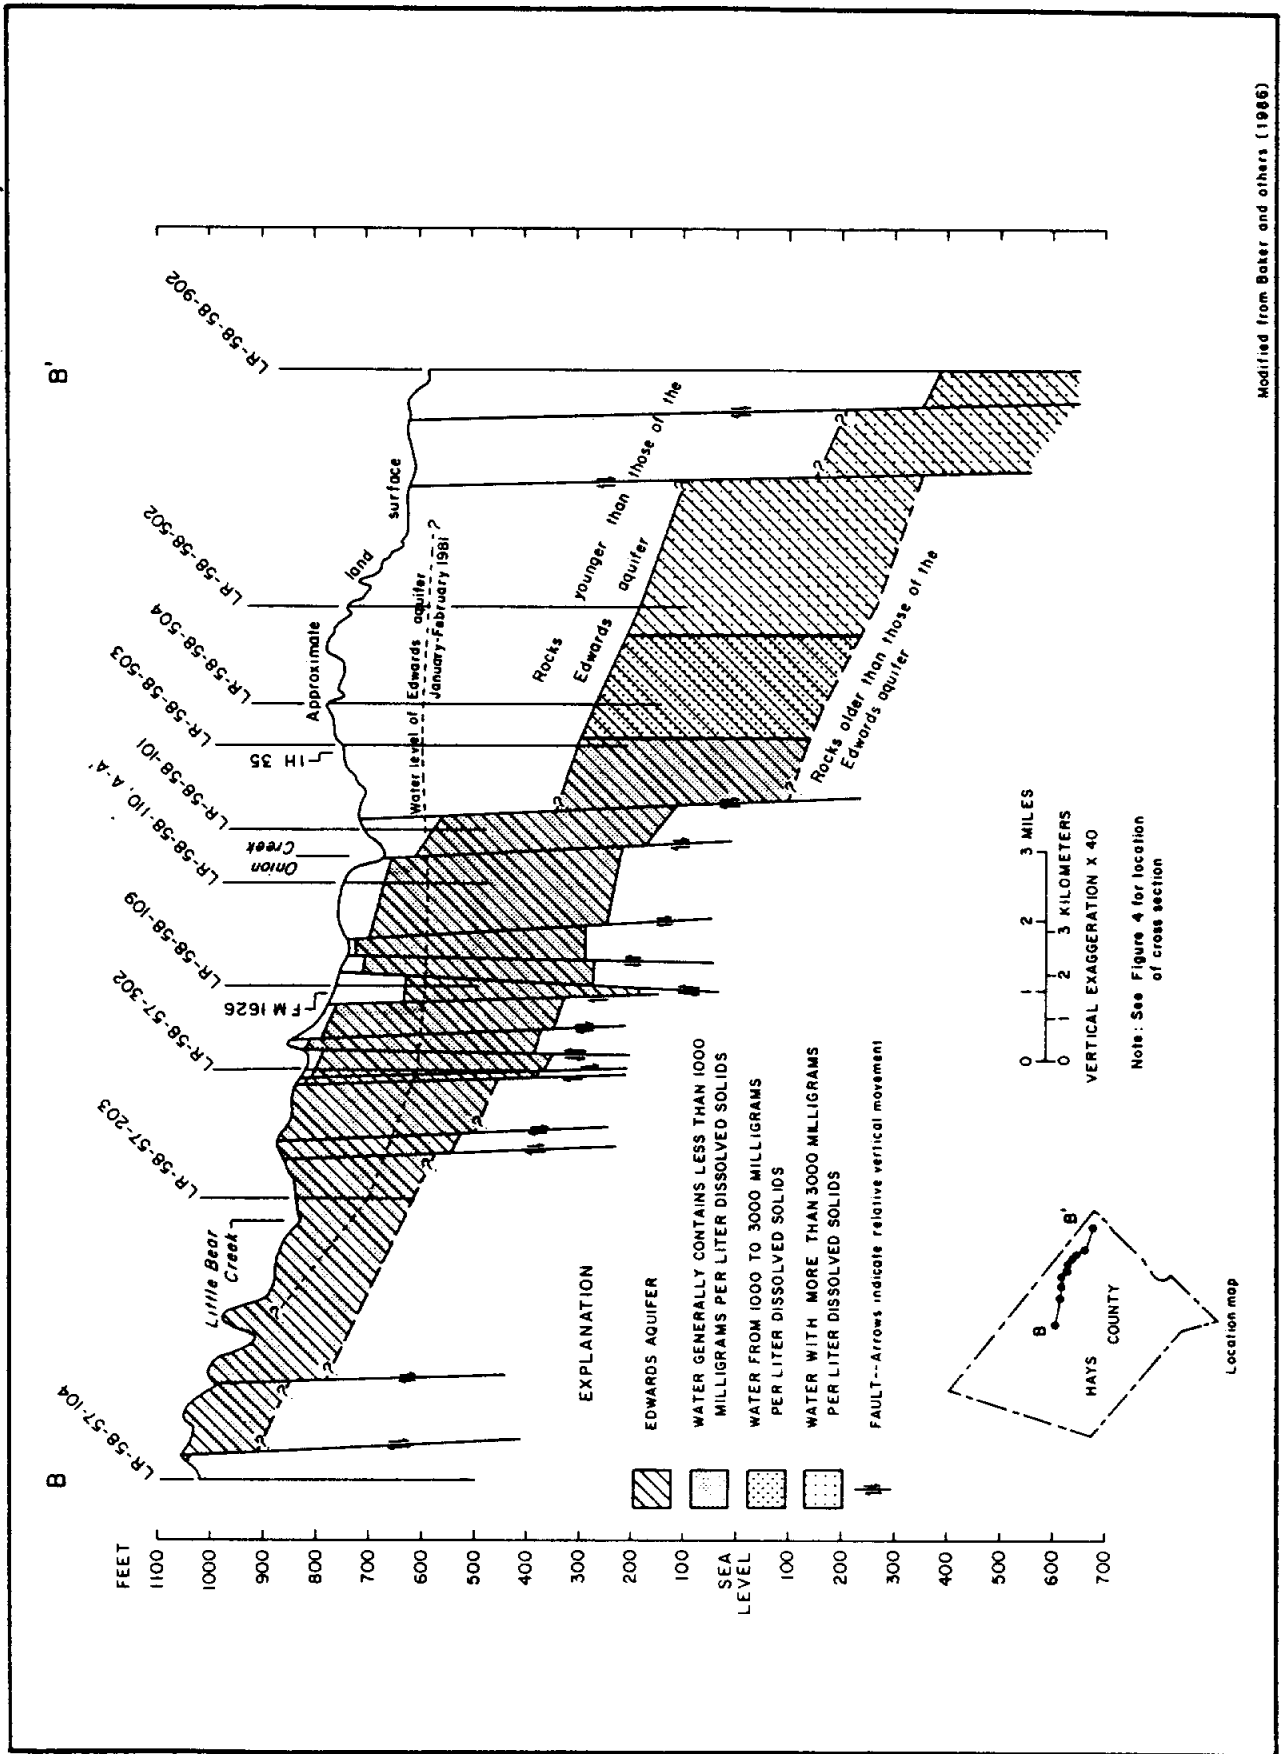 B
B'
LR-58-57-104
Little Bear
Creek
LR-58-57-203
LR-58-57-302
FM 1626
LR-58-58-109
Onion
Creek
LR-58-58-110, A-A'
LR-58-58-101
IH 35
LR-58-58-503
LR-58-58-504
LR-58-58-502
LR-58-58-902
FEET
1100
1000
900
800
700
600
500
400
300
200
100
SEA
LEVEL
100
200
300
400
500
600
700
Approximate land surface
Water level of Edwards aquifer
January-February 1981
?
?
?
?
?
?
?
?
?
?
?
Rocks younger than those of the
Edwards aquifer
Rocks older than those of the
Edwards aquifer
EXPLANATION
EDWARDS AQUIFER
WATER GENERALLY CONTAINS LESS THAN 1000
MILLIGRAMS PER LITER DISSOLVED SOLIDS
WATER FROM 1000 TO 3000 MILLIGRAMS
PER LITER DISSOLVED SOLIDS
WATER WITH MORE THAN 3000 MILLIGRAMS
PER LITER DISSOLVED SOLIDS
FAULT--Arrows indicate relative vertical movement
0 1 2 3 MILES
0 1 2 3 KILOMETERS
VERTICAL EXAGGERATION X 40
Note: See Figure 4 for location
of cross section
B
B'
HAYS
COUNTY
Location map
Modified from Baker and others (1986)